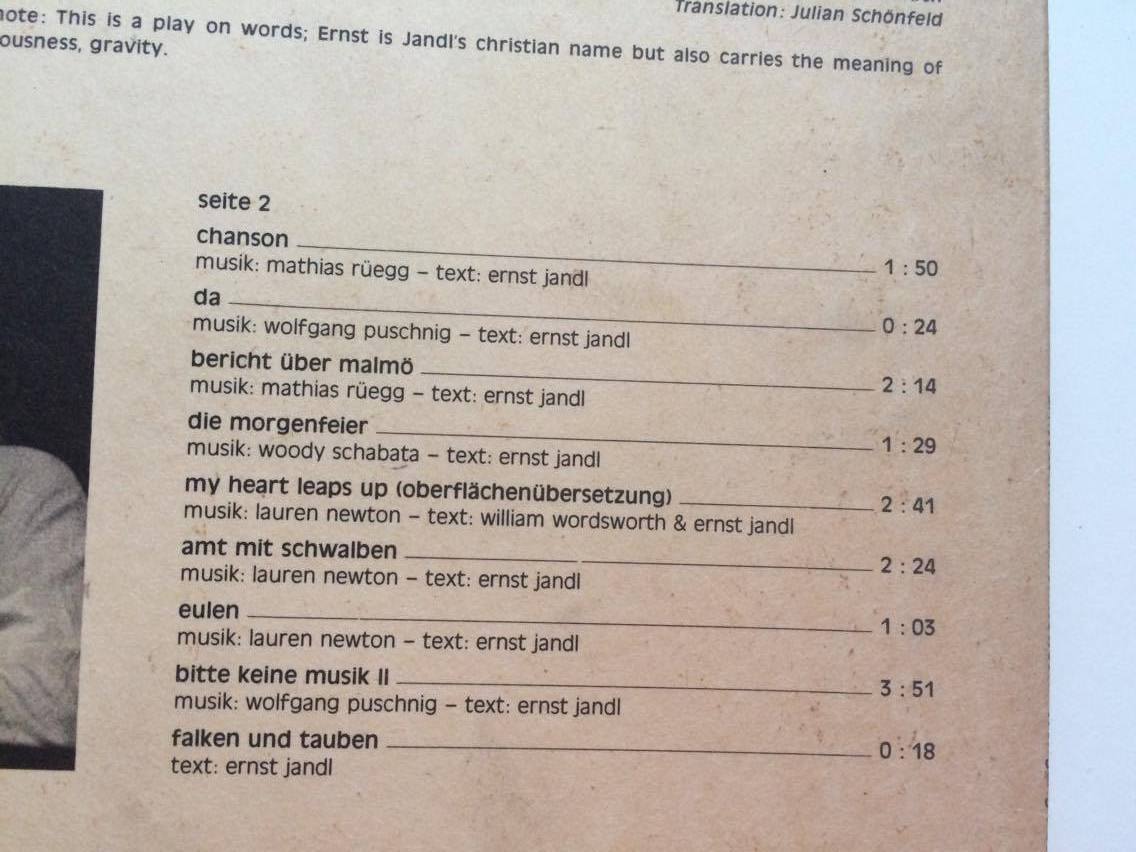 Translation: Julian Schönfeld
note: This is a play on words; Ernst is Jandl's christian name but also carries the meaning of
ousness, gravity.
seite 2
chanson 1 : 50
musik: mathias rüegg – text: ernst jandl
da 0 : 24
musik: wolfgang puschnig – text: ernst jandl
bericht über malmö 2 : 14
musik: mathias rüegg – text: ernst jandl
die morgenfeier 1 : 29
musik: woody schabata – text: ernst jandl
my heart leaps up (oberflächenübersetzung) 2 : 41
musik: lauren newton – text: william wordsworth & ernst jandl
amt mit schwalben 2 : 24
musik: lauren newton – text: ernst jandl
eulen 1 : 03
musik: lauren newton – text: ernst jandl
bitte keine musik II 3 : 51
musik: wolfgang puschnig – text: ernst jandl
falken und tauben 0 : 18
text: ernst jandl